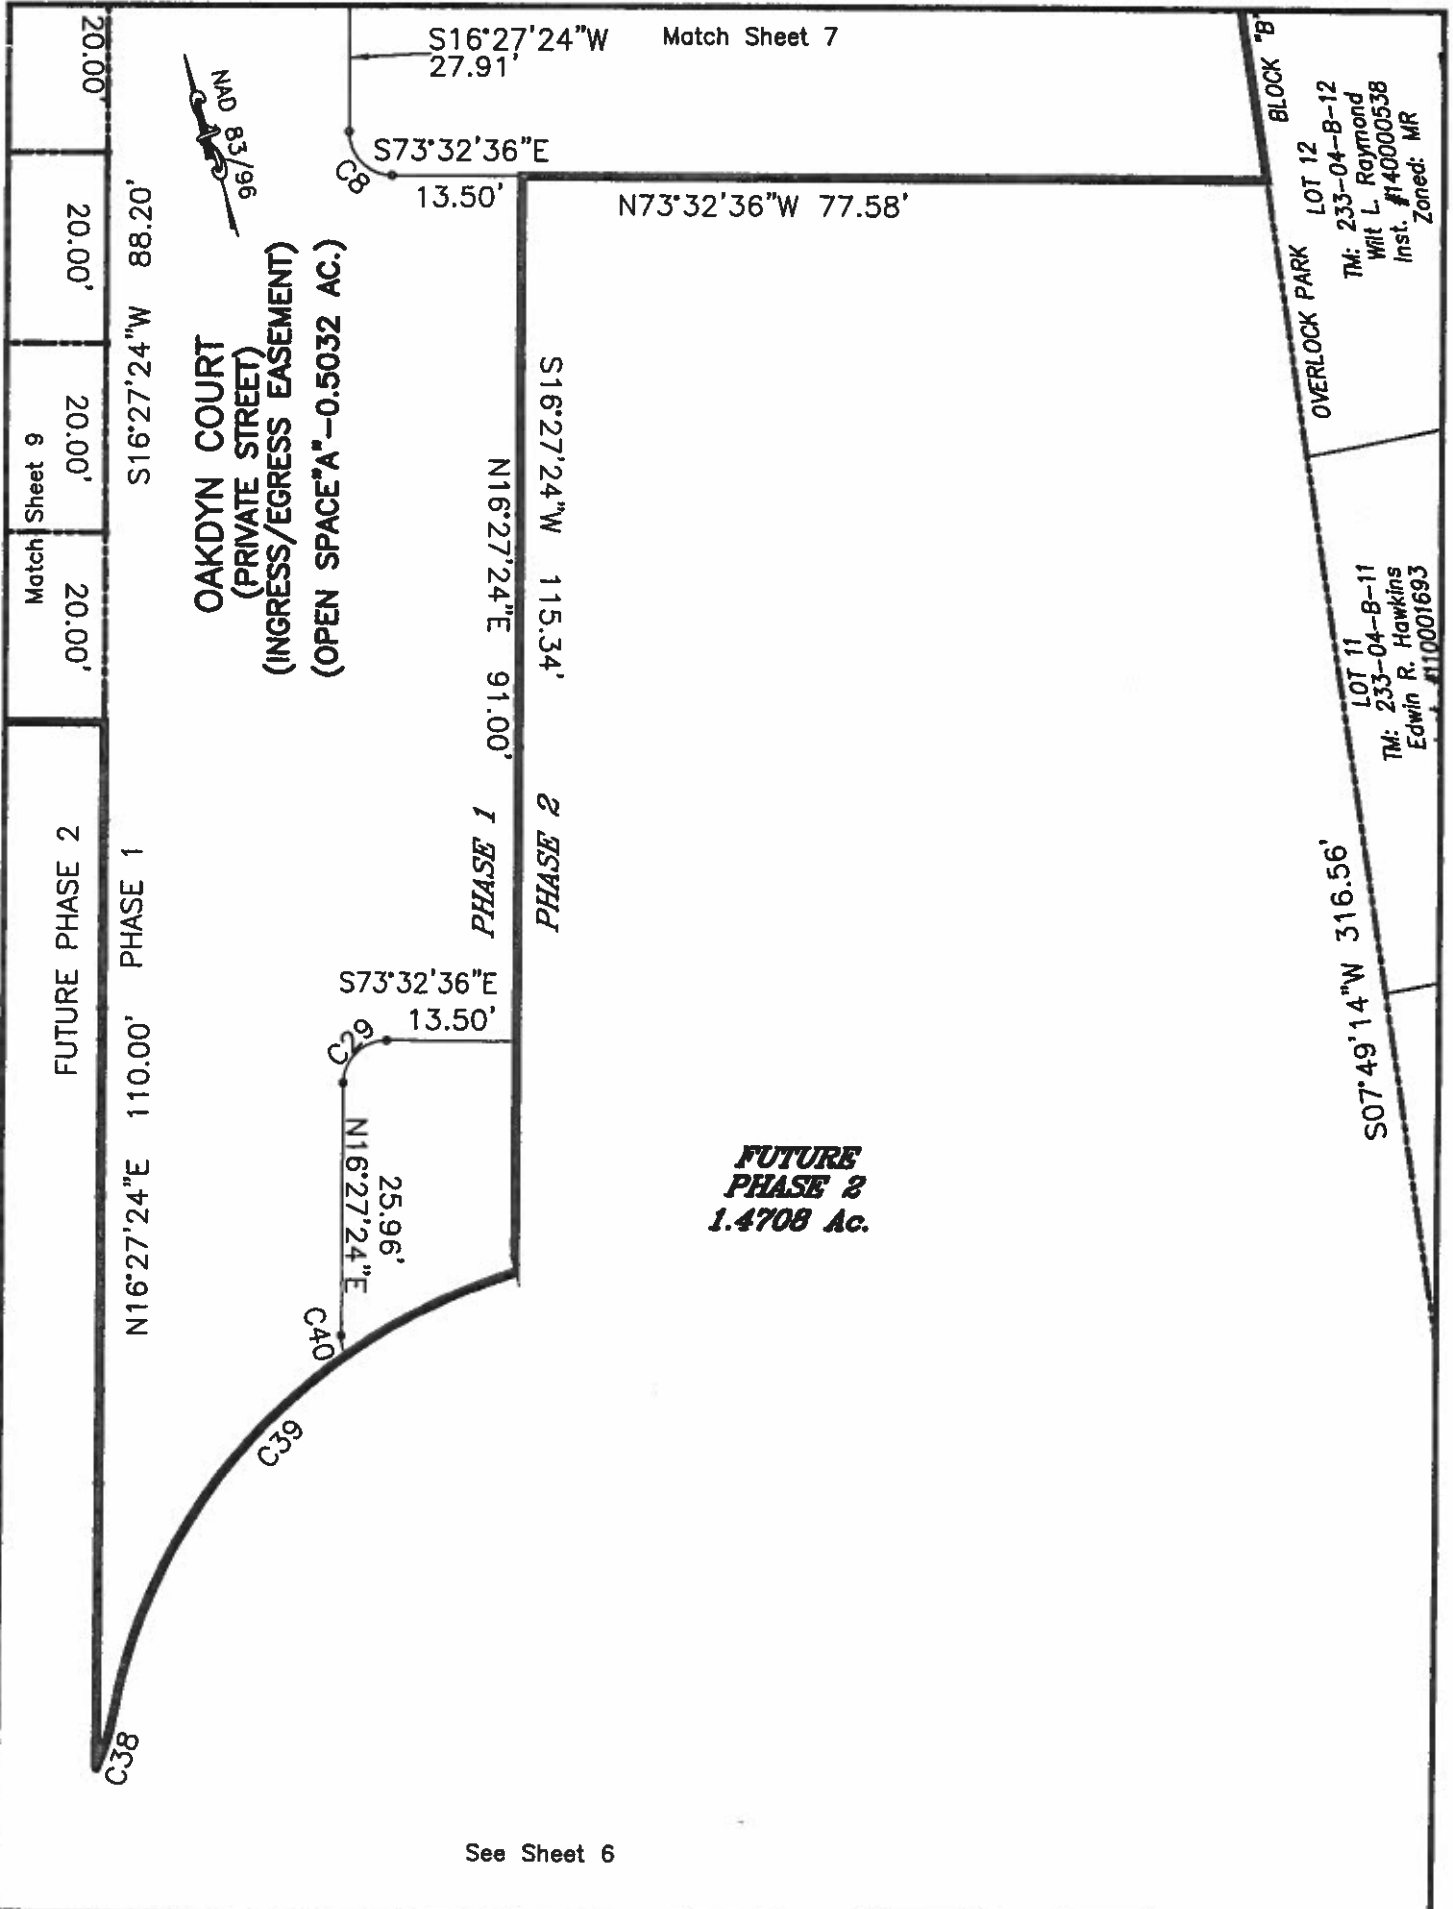 S16°27'24"W
27.91'
Match Sheet 7
20.00'
NAD 83/96
C8
S73°32'36"E
13.50'
N73°32'36"W 77.58'
BLOCK "B"
LOT 12
TM: 233-04-B-12
Wilt L. Raymond
Inst. #140000538
Zoned: MR
OVERLOCK PARK
20.00'
S16°27'24"W 88.20'
OAKDYN COURT
(PRIVATE STREET)
(INGRESS/EGRESS EASEMENT)
(OPEN SPACE"A"-0.5032 AC.)
Match Sheet 9
20.00'
20.00'
S16°27'24"W 115.34'
N16°27'24"E 91.00'
LOT 11
TM: 233-04-B-11
Edwin R. Hawkins
#110001693
PHASE 1
PHASE 2
S07°49'14"W 316.56'
FUTURE PHASE 2
PHASE 1
N16°27'24"E 110.00'
S73°32'36"E
13.50'
C29
25.96'
N16°27'24"E
FUTURE
PHASE 2
1.4708 Ac.
C40
C39
C38
See Sheet 6